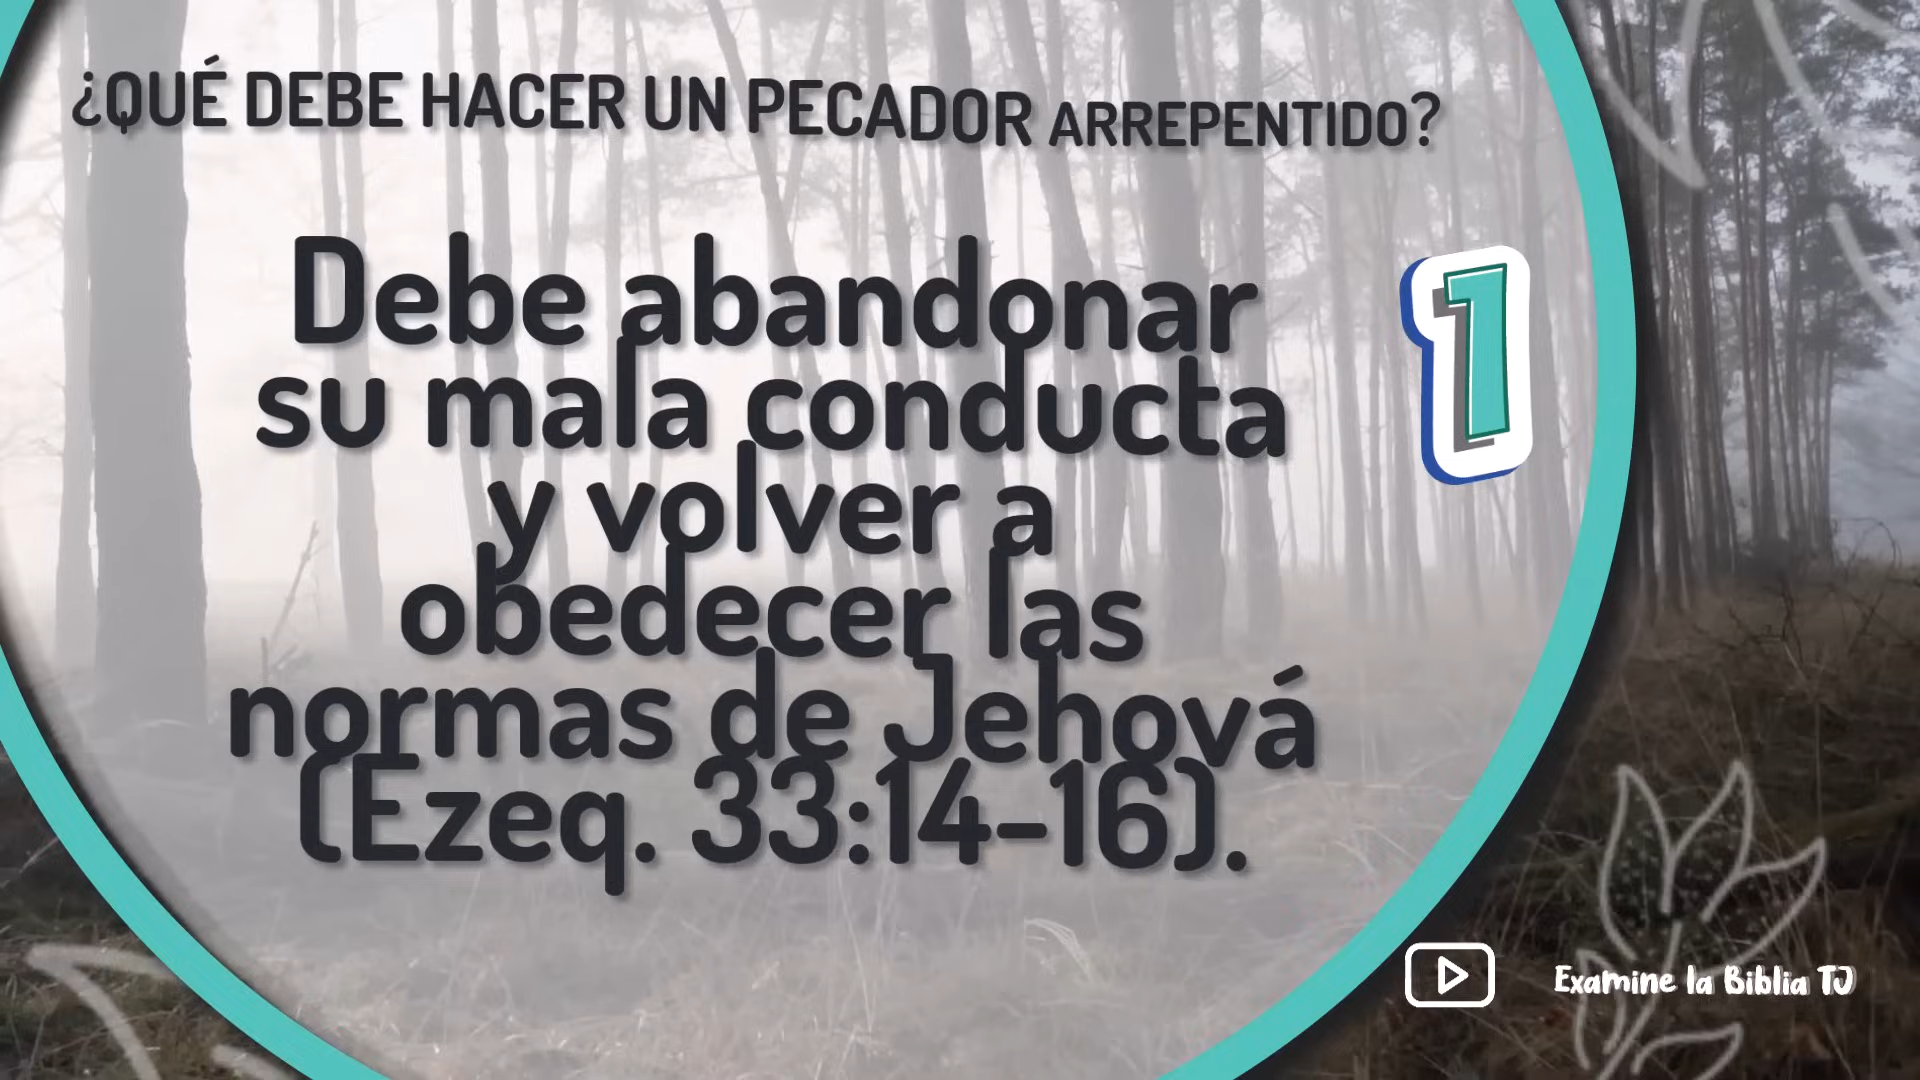 ¿QUÉ DEBE HACER UN PECADOR ARREPENTIDO?
Debe abandonar
su mala conducta
y volver a
obedecer las
normas de Jehová
(Ezeq. 33:14-16).
1
Examine la Biblia TJ